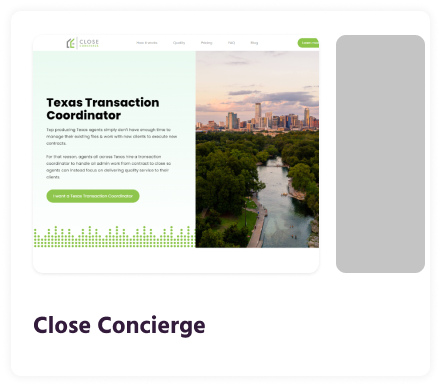 CLOSE
CONCIERGE
How it works Quality Pricing FAQ Blog
Texas Transaction
Coordinator
Top producing Texas agents simply don't have enough time to
manage their existing files & work with new clients to execute new
contracts.
For that reason, agents all across Texas hire a transaction
coordinator to handle all admin work from contract to close so
agents can instead focus on delivering quality service to their
clients.
I want a Texas Transaction Coordinator
Close Concierge